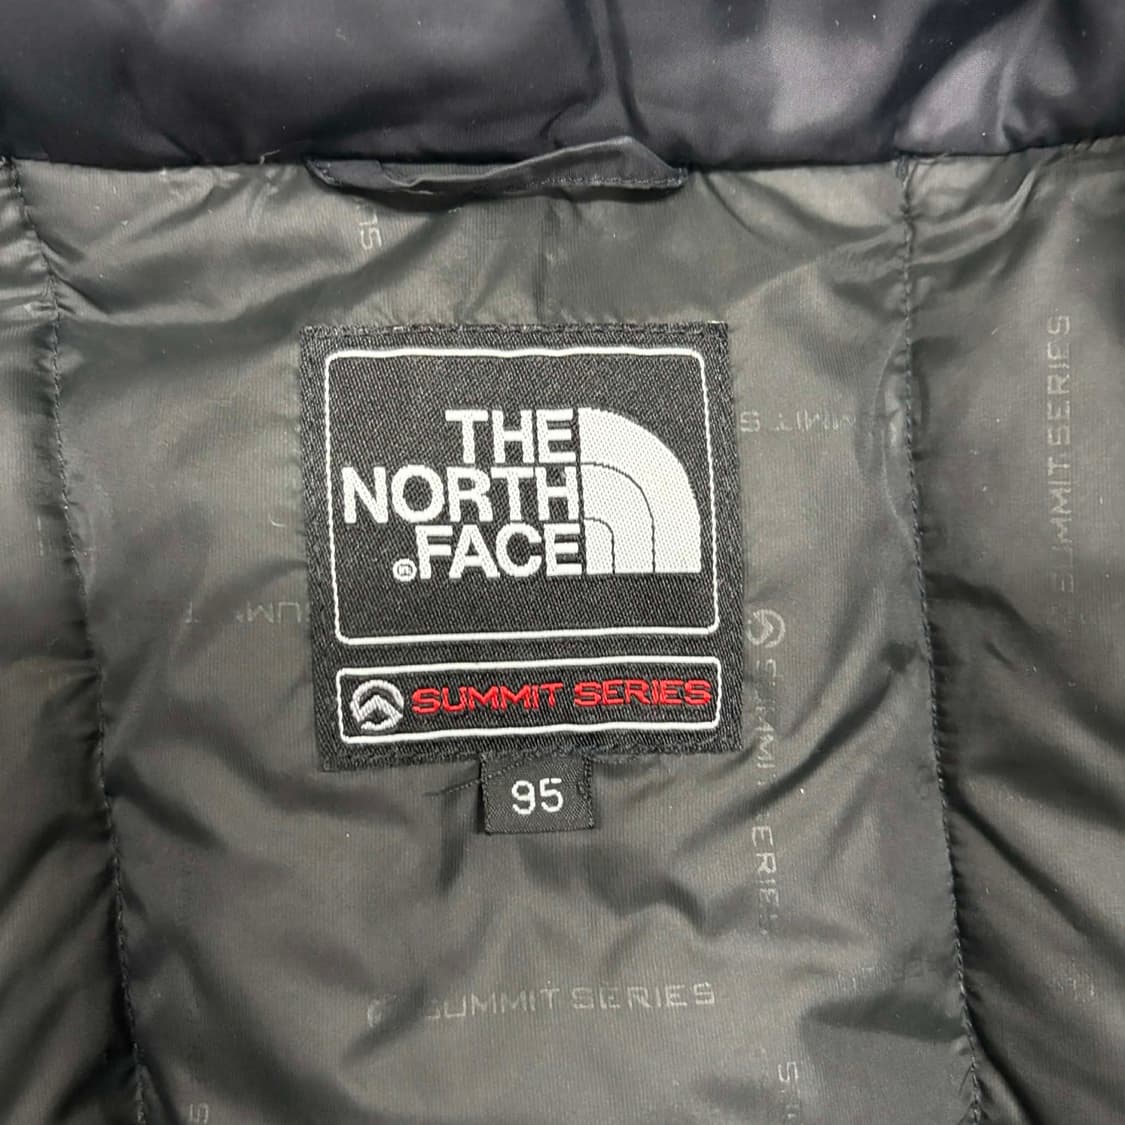 THE
NORTH
FACE
®
SUMMIT SERIES
95
SUMMIT SERIES
SUMMIT SERIES
SUMMIT SERIES